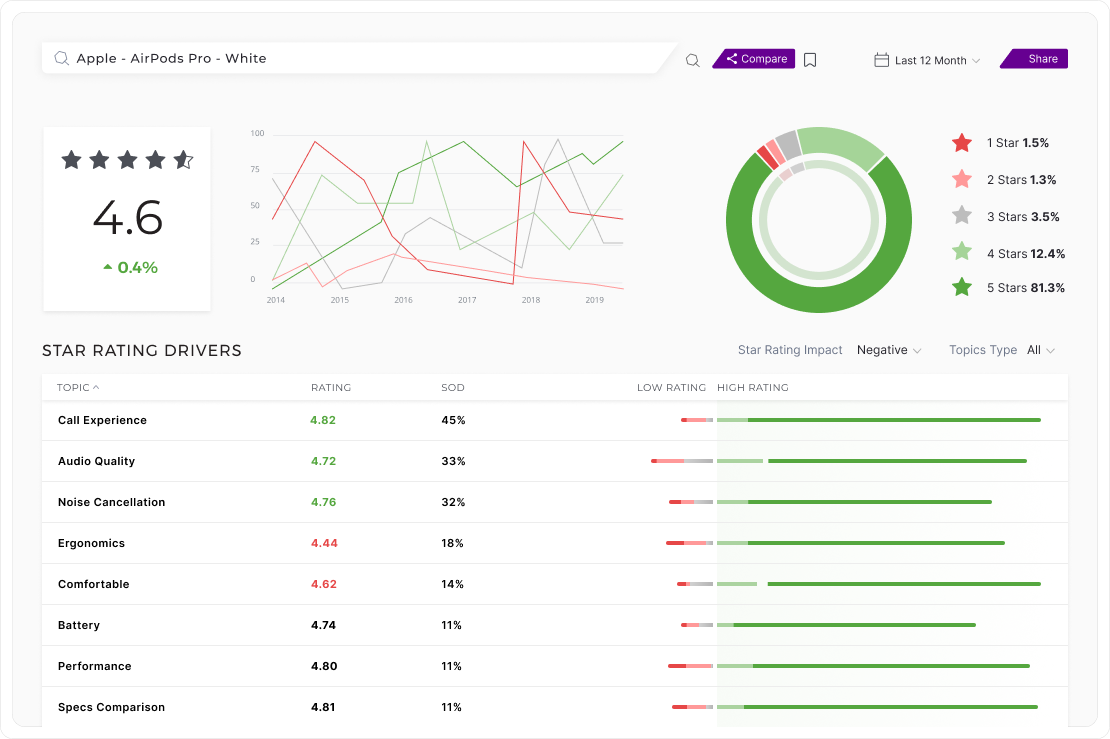 Apple - AirPods Pro - White
Compare
Last 12 Month
Share
4.6
0.4%
100
75
50
25
0
2014 2015 2016 2017 2018 2019
1 Star 1.5%
2 Stars 1.3%
3 Stars 3.5%
4 Stars 12.4%
5 Stars 81.3%
STAR RATING DRIVERS
Star Rating Impact Negative Topics Type All
TOPIC RATING SOD LOW RATING HIGH RATING
Call Experience 4.82 45%
Audio Quality 4.72 33%
Noise Cancellation 4.76 32%
Ergonomics 4.44 18%
Comfortable 4.62 14%
Battery 4.74 11%
Performance 4.80 11%
Specs Comparison 4.81 11%